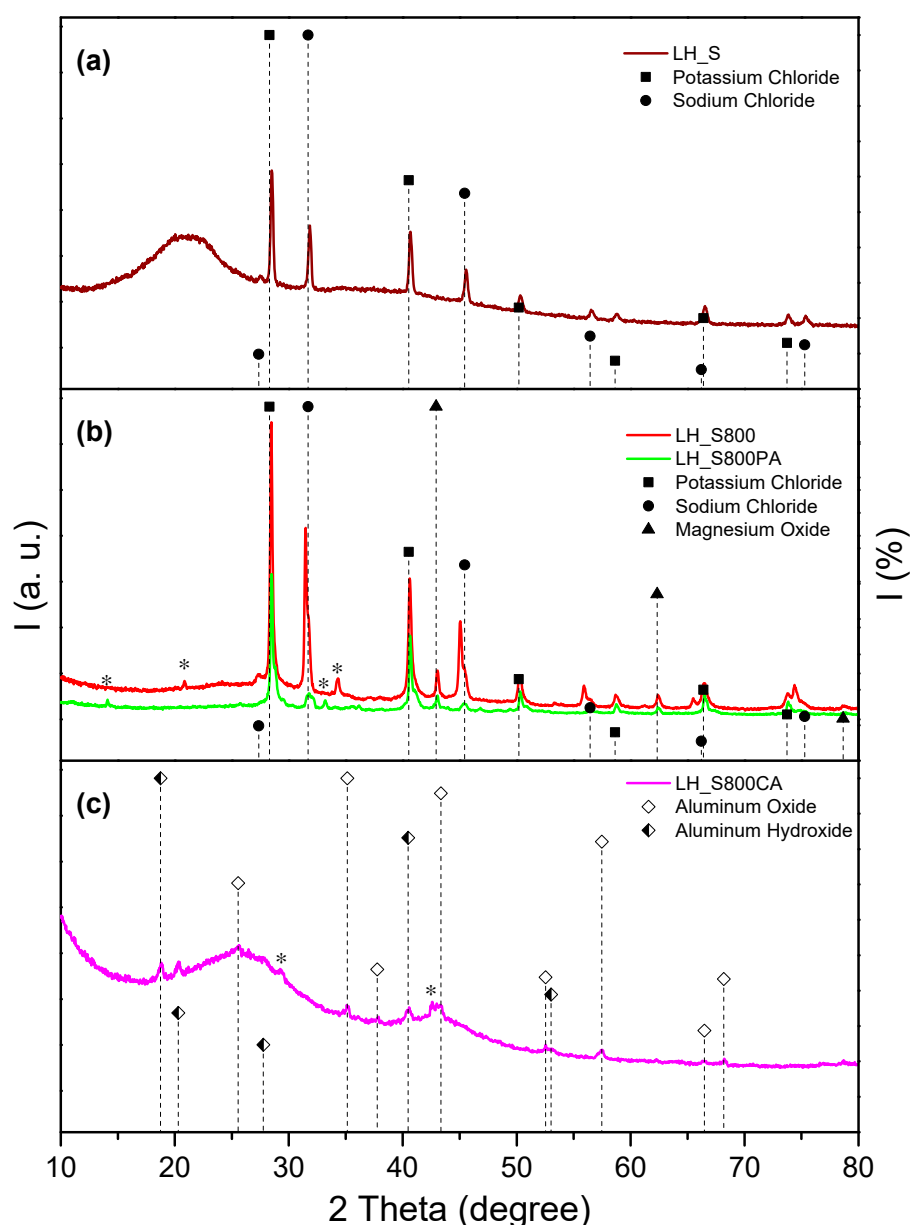 (a)
LH_S
Potassium Chloride
Sodium Chloride
(b)
LH_S800
LH_S800PA
Potassium Chloride
Sodium Chloride
Magnesium Oxide
*
*
*
*
I (a. u.)
I (%)
(c)
LH_S800CA
Aluminum Oxide
Aluminum Hydroxide
*
*
10 20 30 40 50 60 70 80
2 Theta (degree)